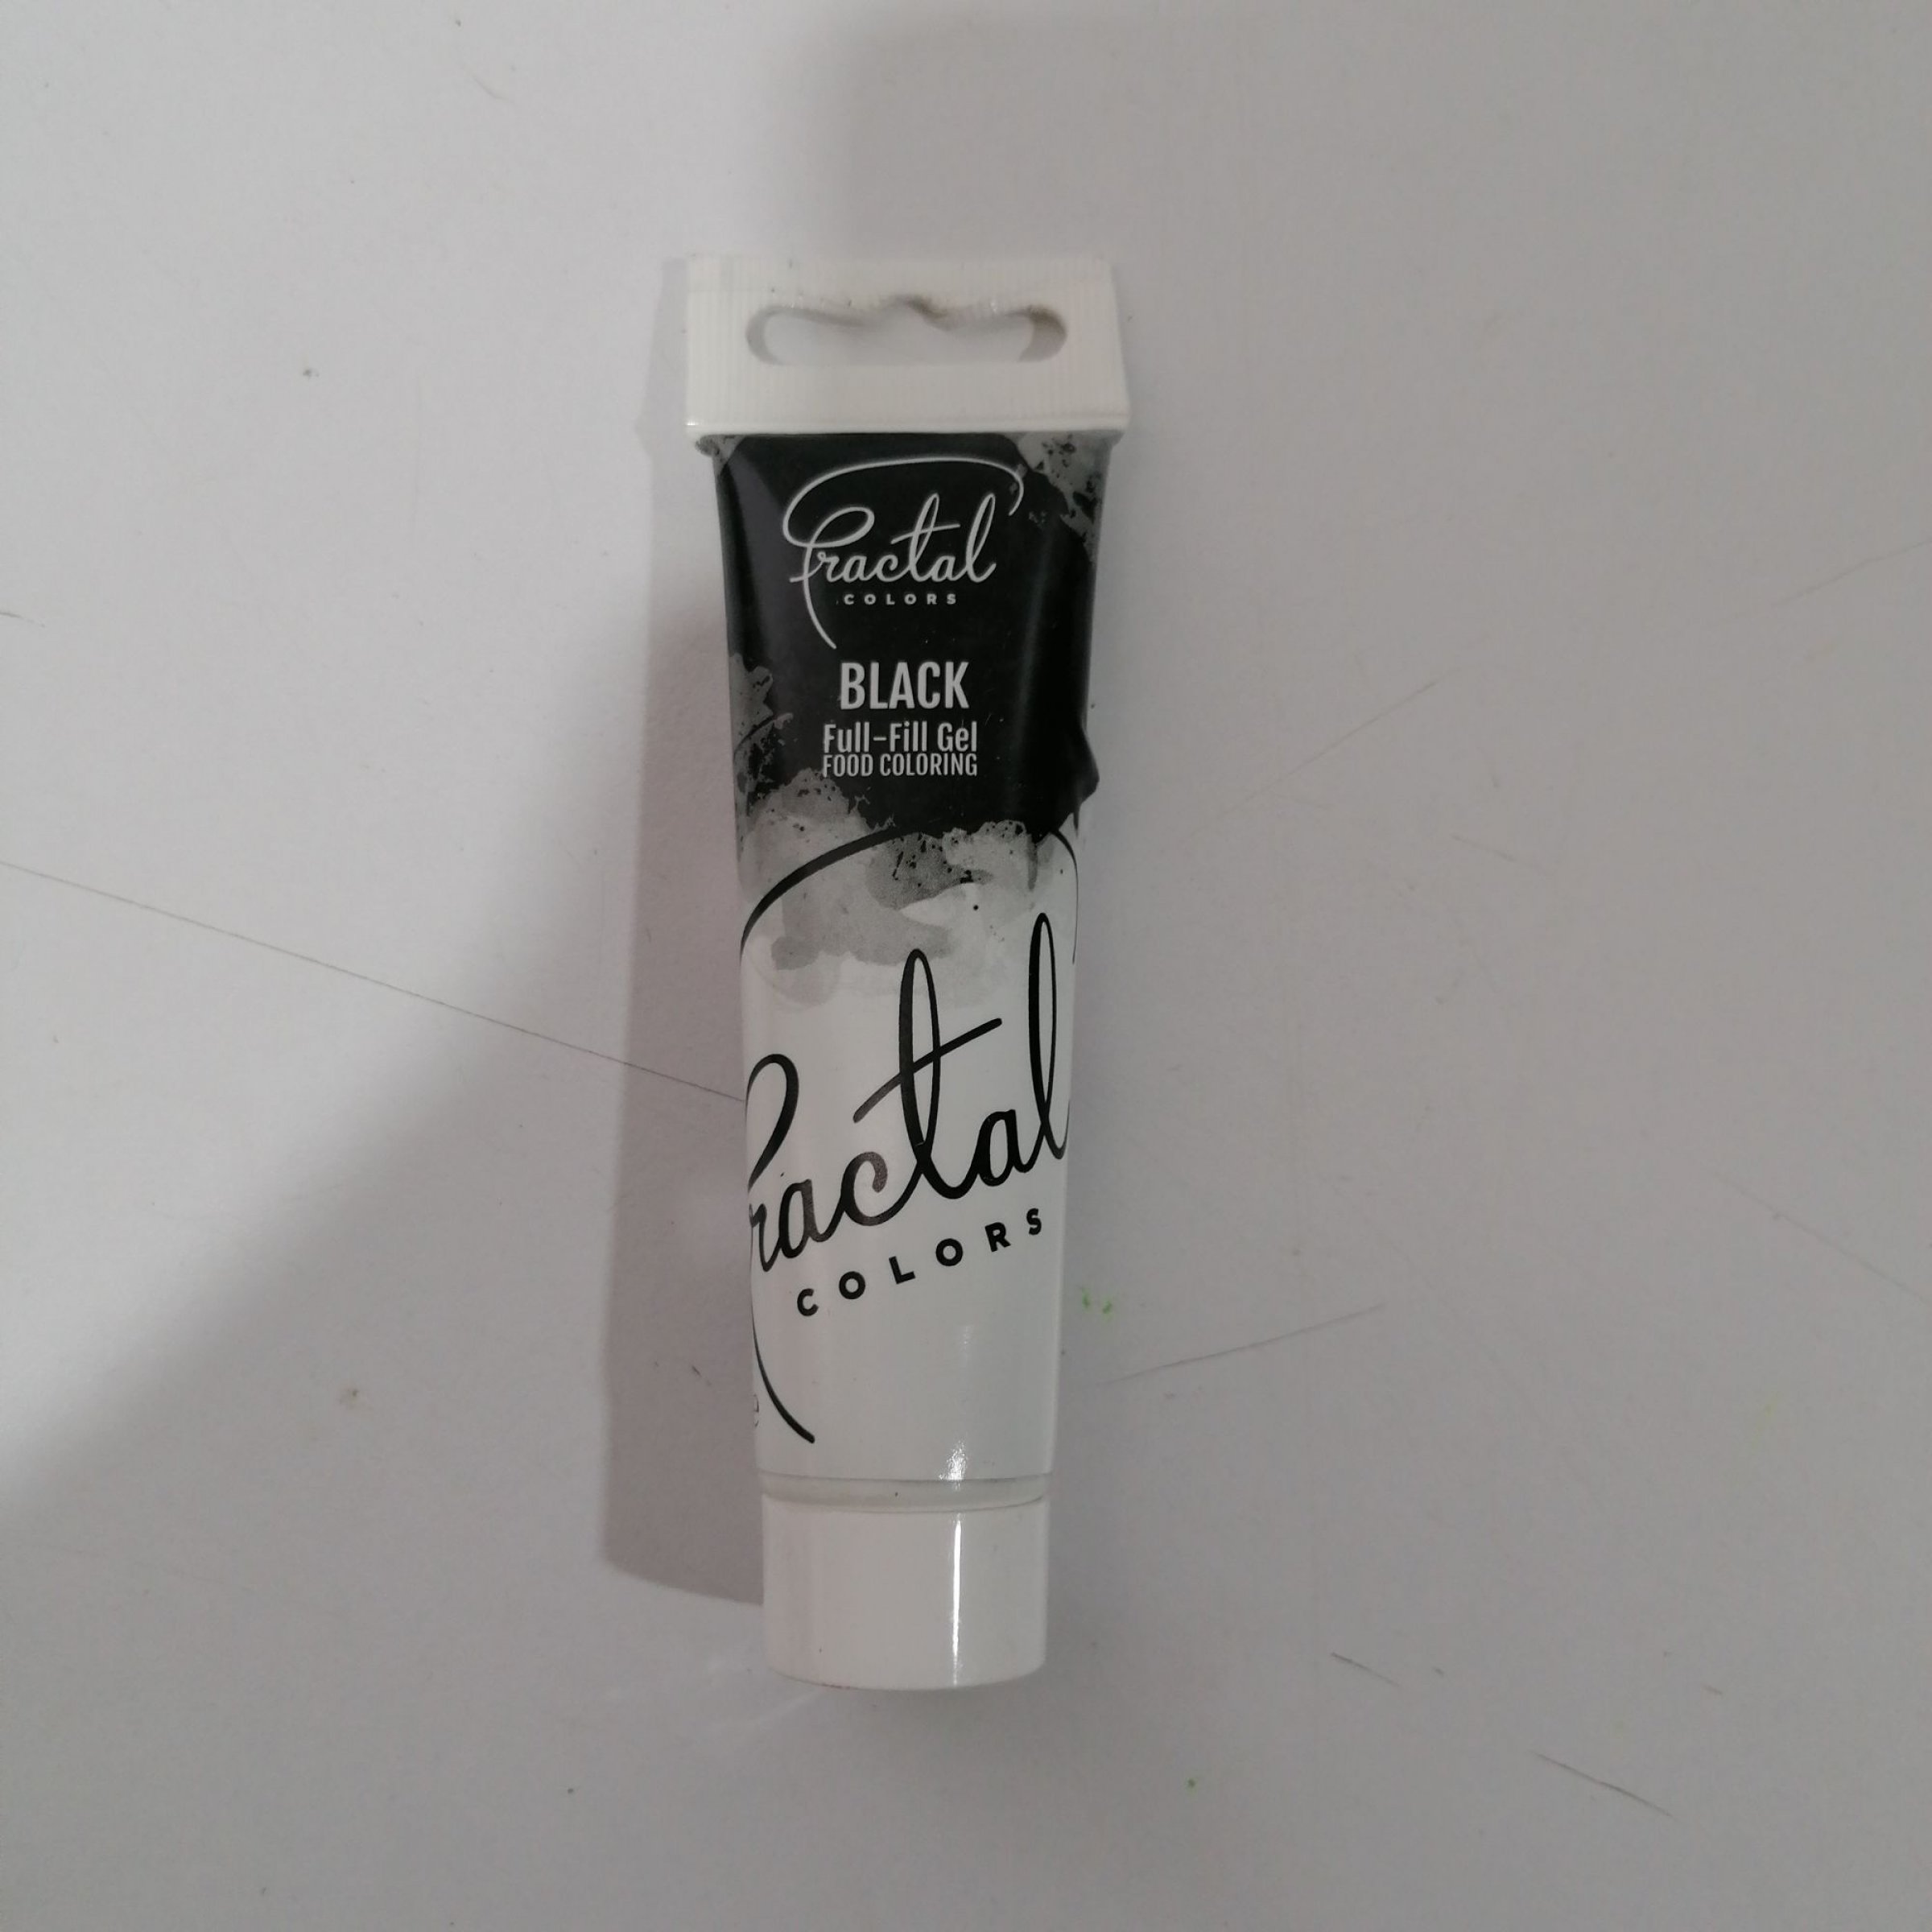 Fractal
COLORS
BLACK
Full-Fill Gel
FOOD COLORING
Fractal
COLORS
e